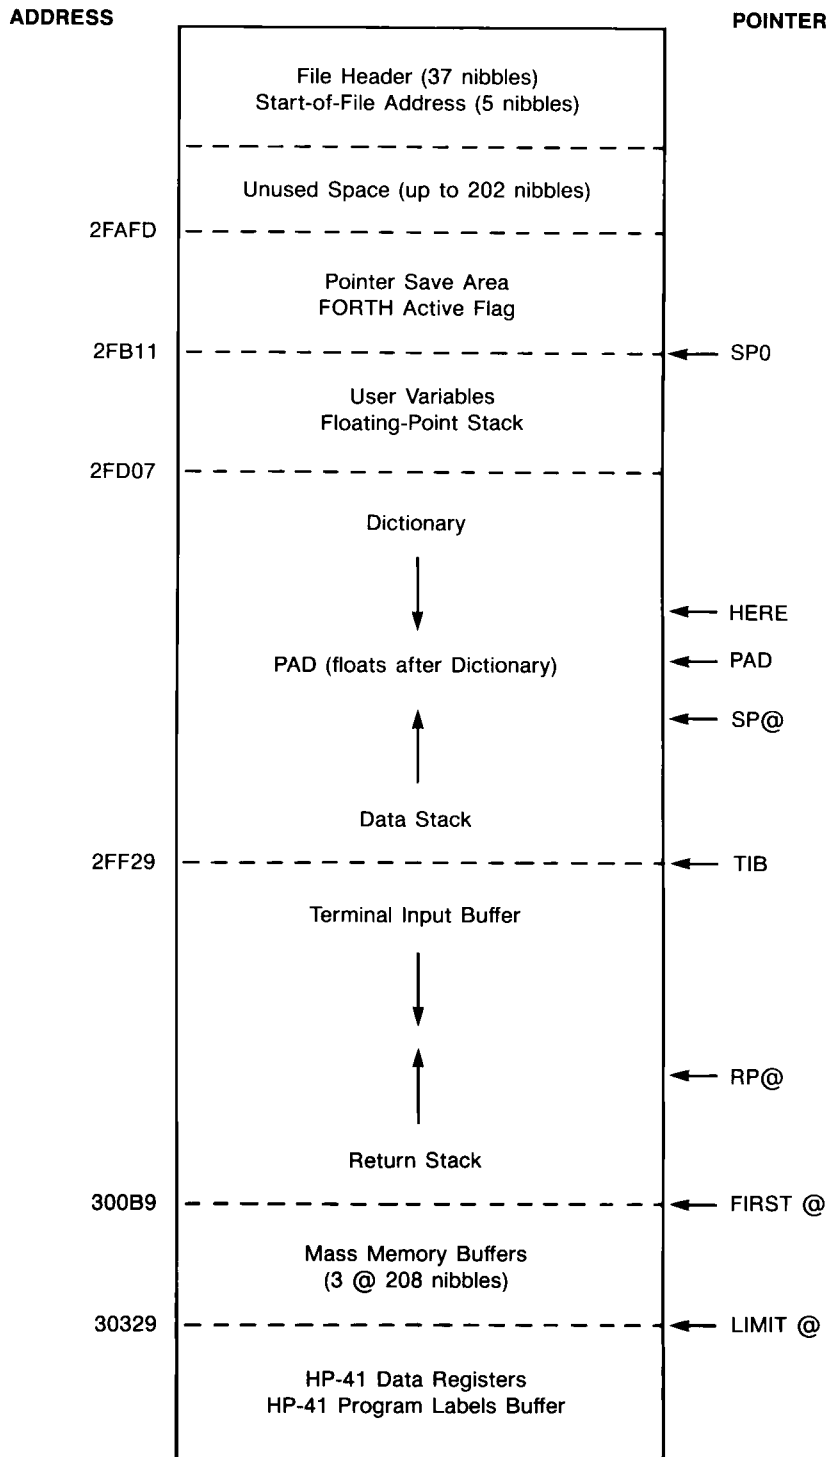 ADDRESS
POINTER
File Header (37 nibbles)
Start-of-File Address (5 nibbles)
Unused Space (up to 202 nibbles)
2FAFD
Pointer Save Area
FORTH Active Flag
2FB11
SP0
User Variables
Floating-Point Stack
2FD07
Dictionary
HERE
PAD (floats after Dictionary)
PAD
SP@
Data Stack
2FF29
TIB
Terminal Input Buffer
RP@
Return Stack
300B9
FIRST @
Mass Memory Buffers
(3 @ 208 nibbles)
30329
LIMIT @
HP-41 Data Registers
HP-41 Program Labels Buffer